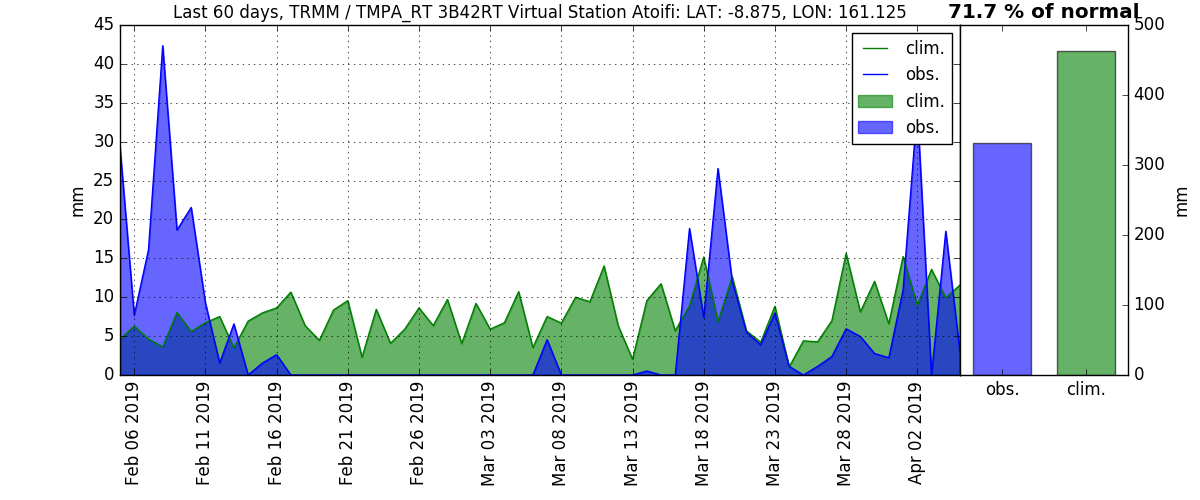 Last 60 days, TRMM / TMPA_RT 3B42RT Virtual Station Atoifi: LAT: -8.875, LON: 161.125
71.7 % of normal
45
40
35
30
25
20
15
10
5
0
mm
clim.
obs.
clim.
obs.
500
400
300
200
100
0
mm
obs.
clim.
Feb 06 2019
Feb 11 2019
Feb 16 2019
Feb 21 2019
Feb 26 2019
Mar 03 2019
Mar 08 2019
Mar 13 2019
Mar 18 2019
Mar 23 2019
Mar 28 2019
Apr 02 2019